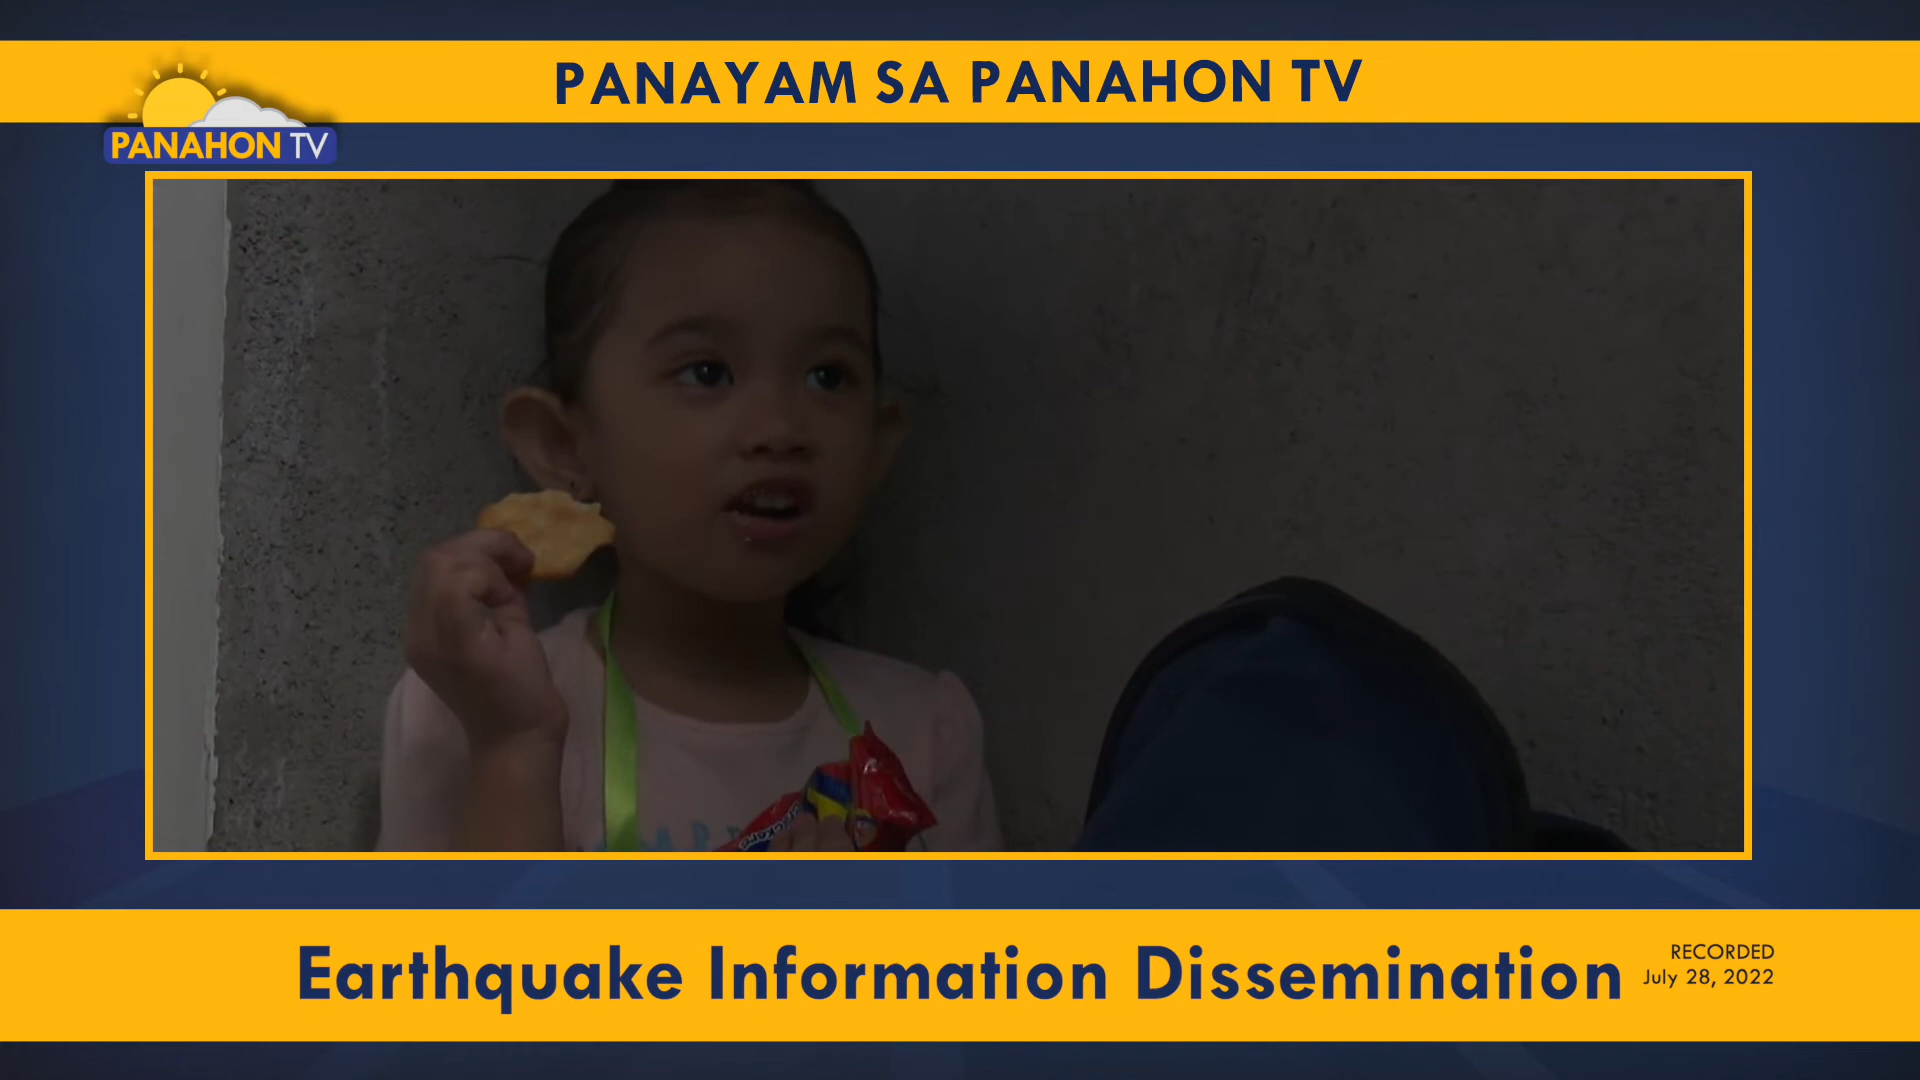 PANAYAM SA PANAHON TV
PANAHON TV
Earthquake Information Dissemination
RECORDED
July 28, 2022